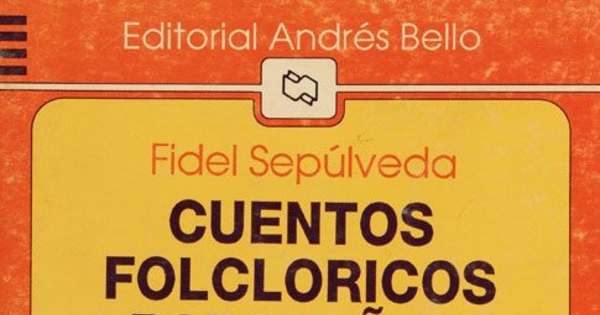 Editorial Andrés Bello
Fidel Sepúlveda
CUENTOS
FOLCLORICOS